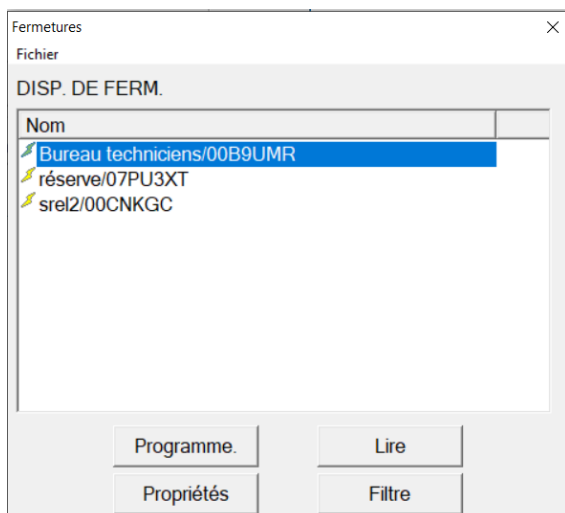 Fermetures
Fichier
DISP. DE FERM.
Nom
Bureau techniciens/00B9UMR
réserve/07PU3XT
srel2/00CNKGC
Programme. Lire
Propriétés Filtre